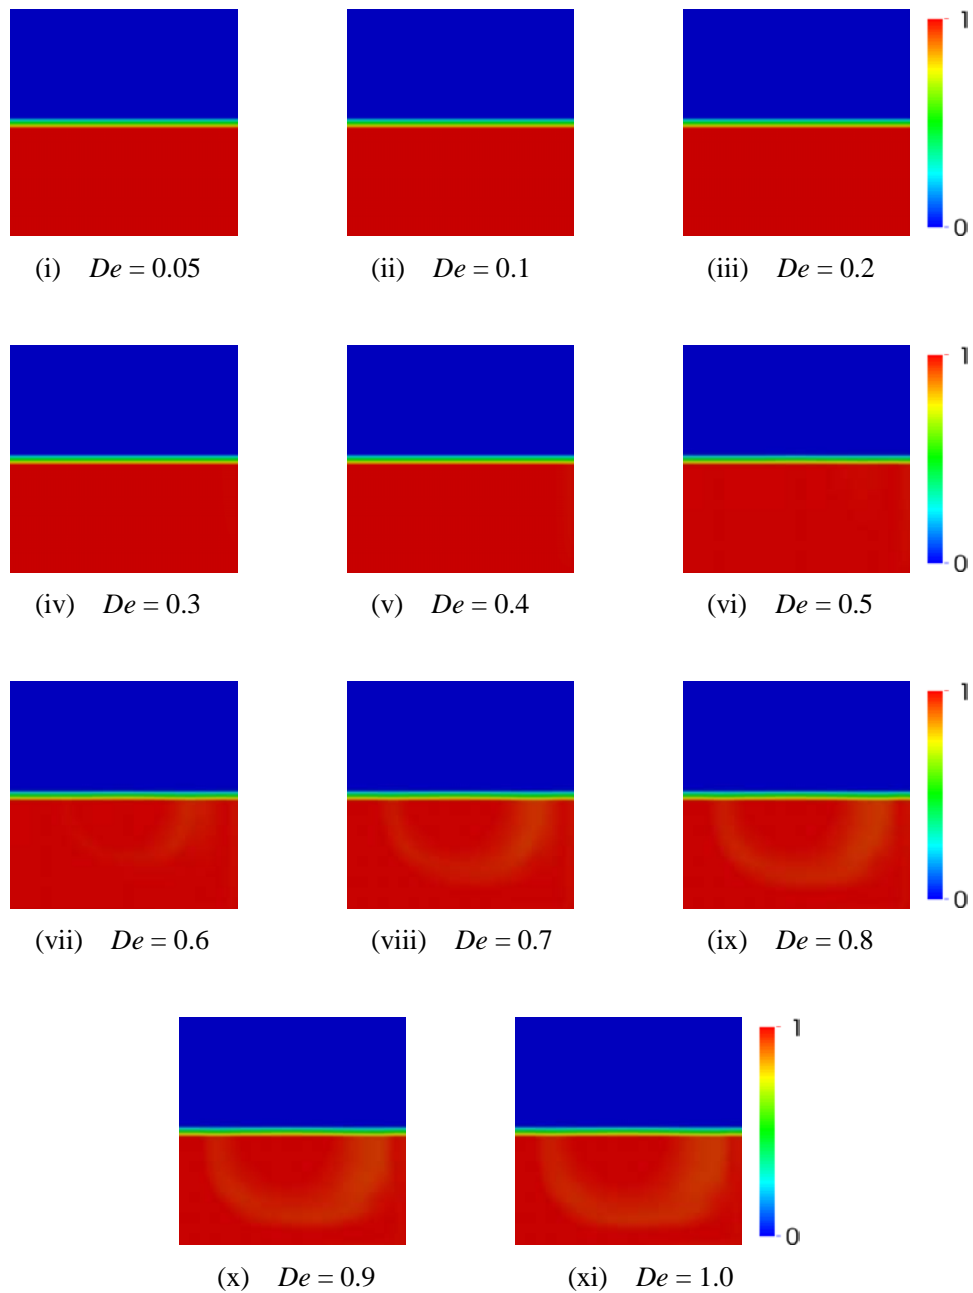 1
0
(i) De = 0.05 (ii) De = 0.1 (iii) De = 0.2
1
0
(iv) De = 0.3 (v) De = 0.4 (vi) De = 0.5
1
0
(vii) De = 0.6 (viii) De = 0.7 (ix) De = 0.8
1
0
(x) De = 0.9 (xi) De = 1.0